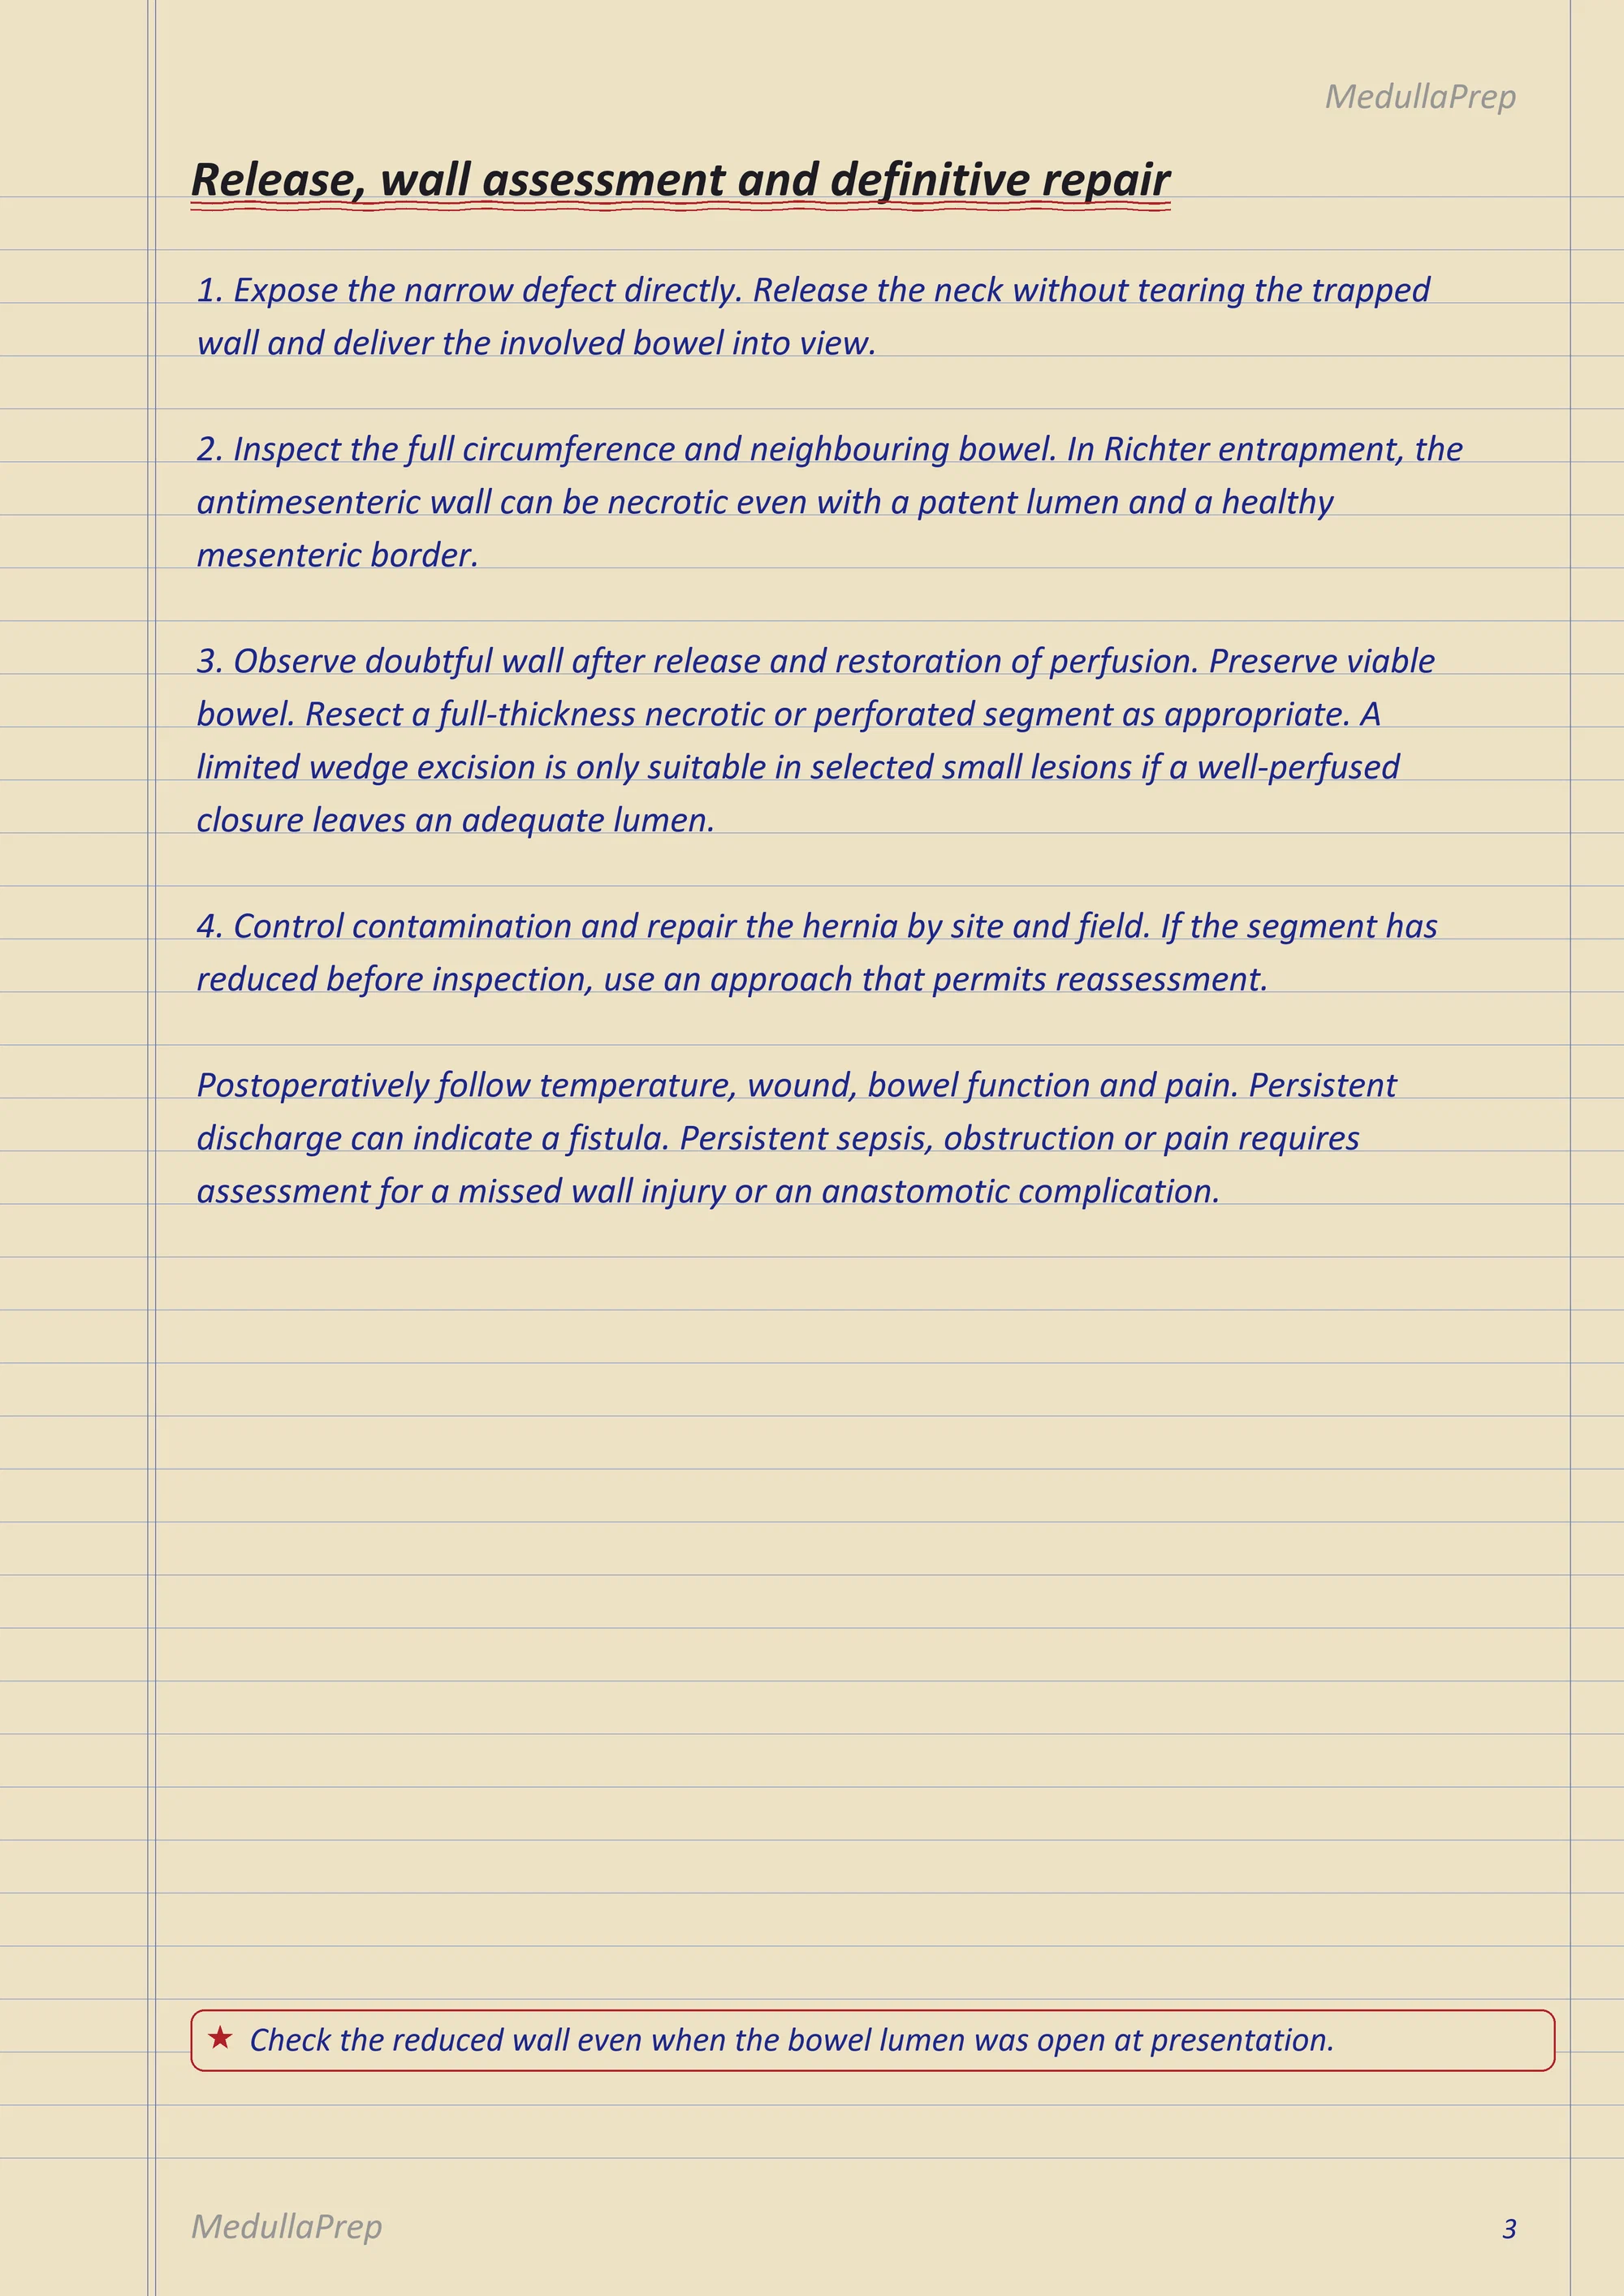 MedullaPrep
Release, wall assessment and definitive repair
1. Expose the narrow defect directly. Release the neck without tearing the trapped
wall and deliver the involved bowel into view.
2. Inspect the full circumference and neighbouring bowel. In Richter entrapment, the
antimesenteric wall can be necrotic even with a patent lumen and a healthy
mesenteric border.
3. Observe doubtful wall after release and restoration of perfusion. Preserve viable
bowel. Resect a full-thickness necrotic or perforated segment as appropriate. A
limited wedge excision is only suitable in selected small lesions if a well-perfused
closure leaves an adequate lumen.
4. Control contamination and repair the hernia by site and field. If the segment has
reduced before inspection, use an approach that permits reassessment.
Postoperatively follow temperature, wound, bowel function and pain. Persistent
discharge can indicate a fistula. Persistent sepsis, obstruction or pain requires
assessment for a missed wall injury or an anastomotic complication.
★ Check the reduced wall even when the bowel lumen was open at presentation.
MedullaPrep
3